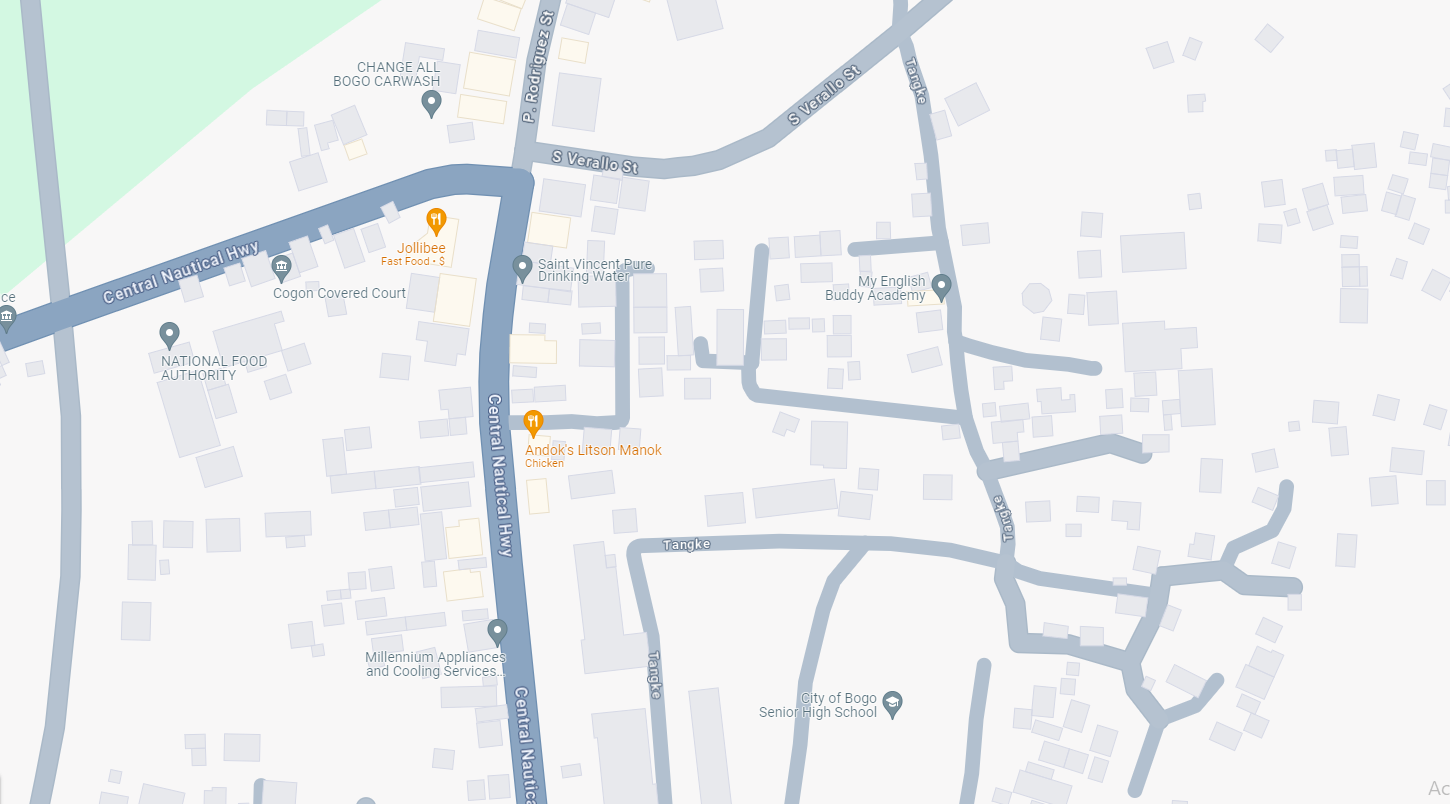 P. Rodriguez St
CHANGE ALL
BOGO CARWASH
S Verallo St
Tangke
S Verallo St
Central Nautical Hwy
Jollibee
Fast Food • $
Cogon Covered Court
ce
Saint Vincent Pure
Drinking Water
My English
Buddy Academy
NATIONAL FOOD
AUTHORITY
Central Nautical Hwy
Andok's Litson Manok
Chicken
Tangke
Tangke
Millennium Appliances
and Cooling Services...
Tangke
City of Bogo
Senior High School
Central Nautica
Ac